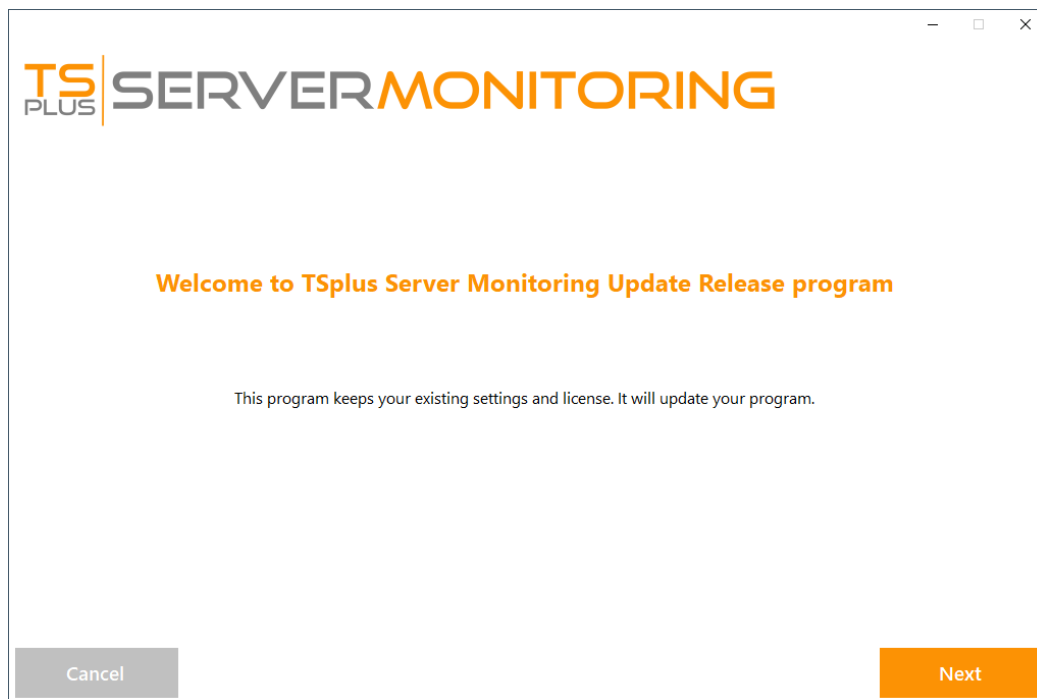 TS PLUS SERVERMONITORING
Welcome to TSplus Server Monitoring Update Release program
This program keeps your existing settings and license. It will update your program.
Cancel
Next